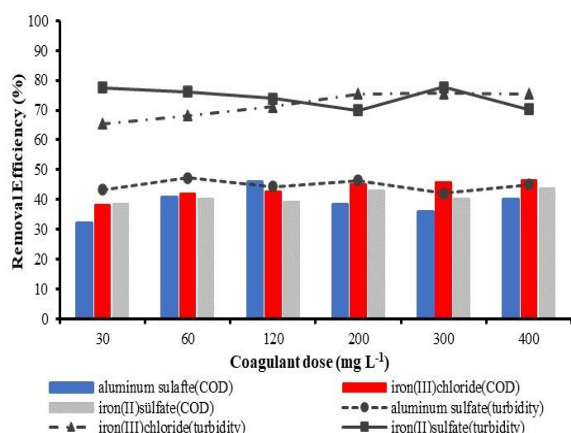 100
90
80
70
60
50
40
30
20
10
0
Removal Efficiency (%)
30 60 120 200 300 400
Coagulant dose (mg L-1)
aluminum sulafte(COD) iron(III)chloride(COD)
iron(II)sülfate(COD) aluminum sulfate(turbidity)
iron(III)chloride(turbidity) iron(II)sulfate(turbidity)